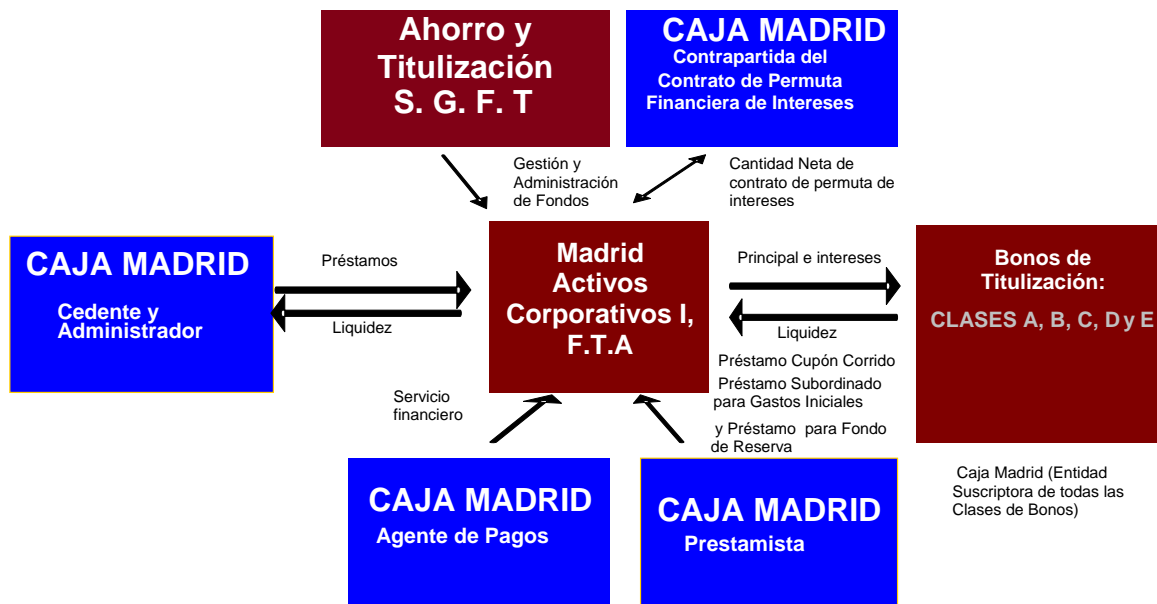 Ahorro y
Titulización
S. G. F. T
CAJA MADRID
Contrapartida del
Contrato de Permuta
Financiera de Intereses
Gestión y
Administración
de Fondos
Cantidad Neta de
contrato de permuta de
intereses
CAJA MADRID
Cedente y
Administrador
Préstamos
Liquidez
Madrid
Activos
Corporativos I,
F.T.A
Principal e intereses
Liquidez
Bonos de
Titulización:
CLASES A, B, C, D y E
Préstamo Cupón Corrido
Préstamo Subordinado
para Gastos Iniciales
y Préstamo para Fondo
de Reserva
Servicio
financiero
CAJA MADRID
Agente de Pagos
CAJA MADRID
Prestamista
Caja Madrid (Entidad
Suscriptora de todas las
Clases de Bonos)